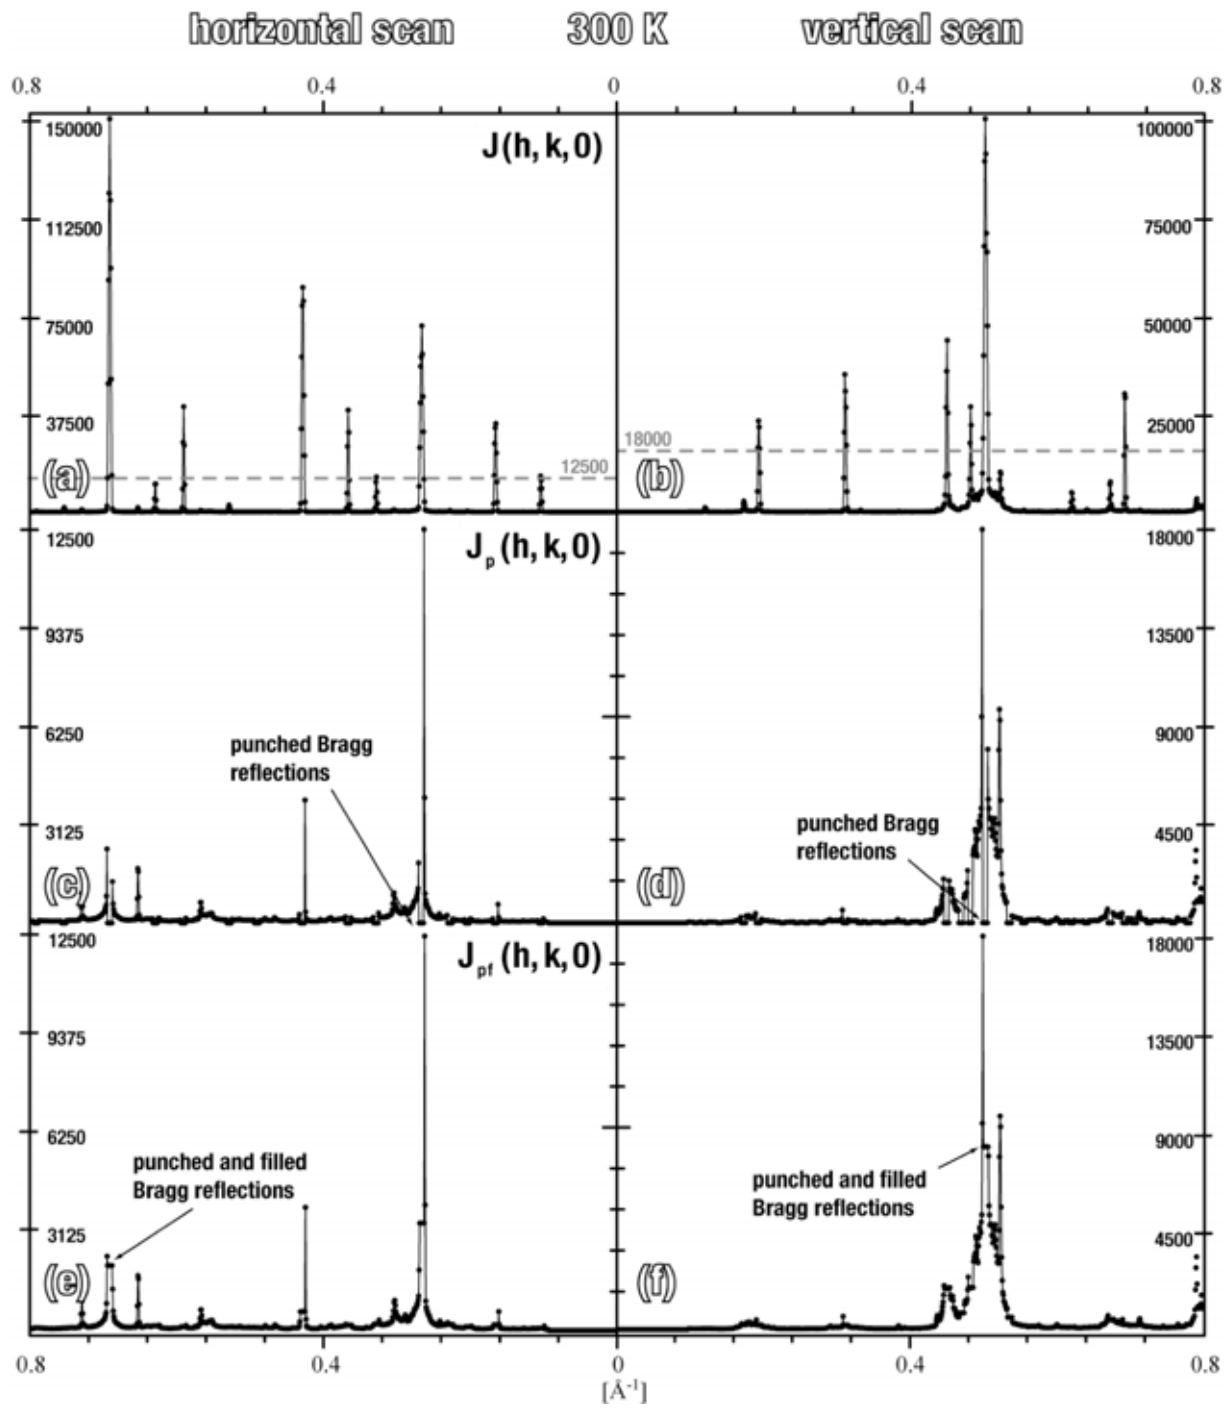 horizontal scan 300 K vertical scan
0.8 0.4 0 0.4 0.8
150000 J(h, k, 0) 100000
112500 75000
75000 50000
37500 25000
18000
12500
(a) (b)
12500 J_p (h, k, 0) 18000
9375 13500
6250 9000
punched Bragg
reflections
3125 4500
punched Bragg
reflections
(c) (d)
12500 J_pf (h, k, 0) 18000
9375 13500
6250 9000
punched and filled
Bragg reflections
punched and filled
Bragg reflections
3125 4500
(e) (f)
0.8 0.4 0 0.4 0.8
[Å⁻¹]